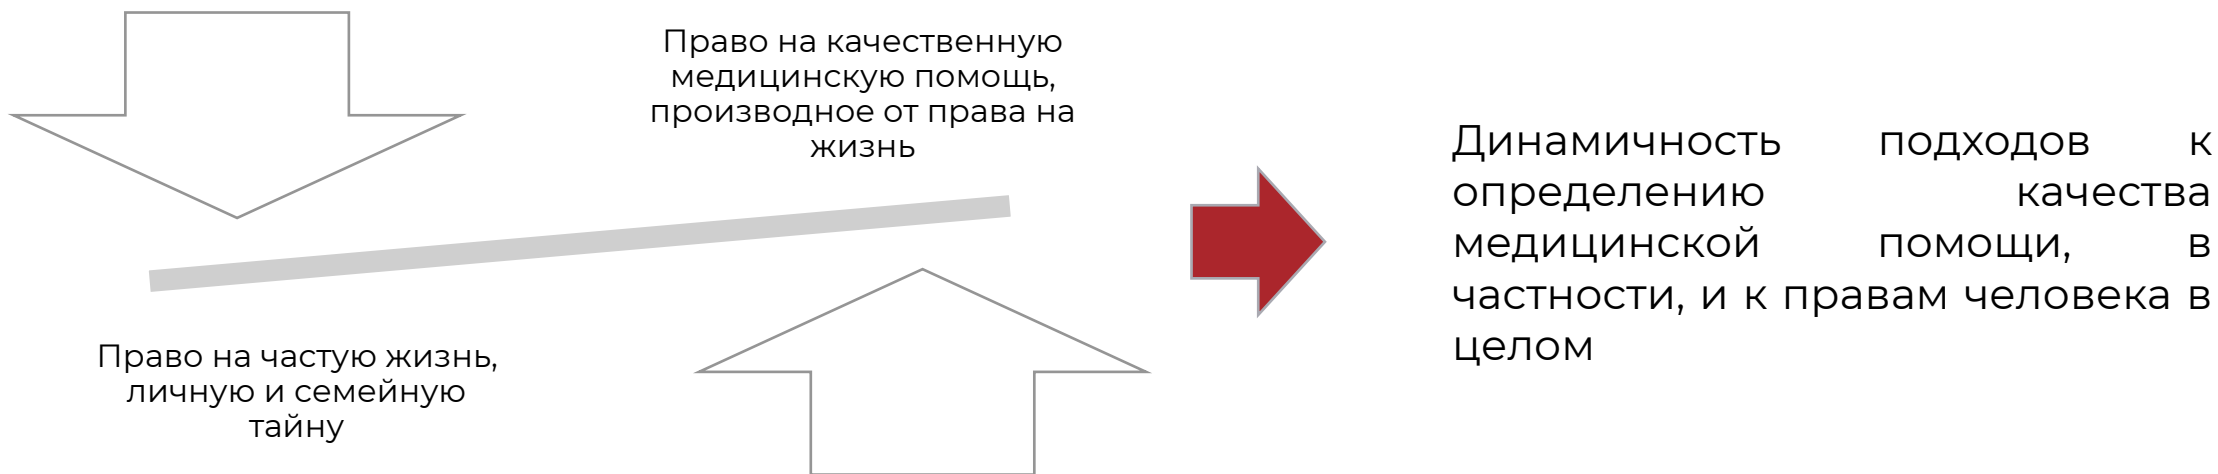 Право на качественную
медицинскую помощь,
производное от права на
жизнь
Право на частую жизнь,
личную и семейную
тайну
Динамичность подходов к
определению качества
медицинской помощи, в
частности, и к правам человека в
целом